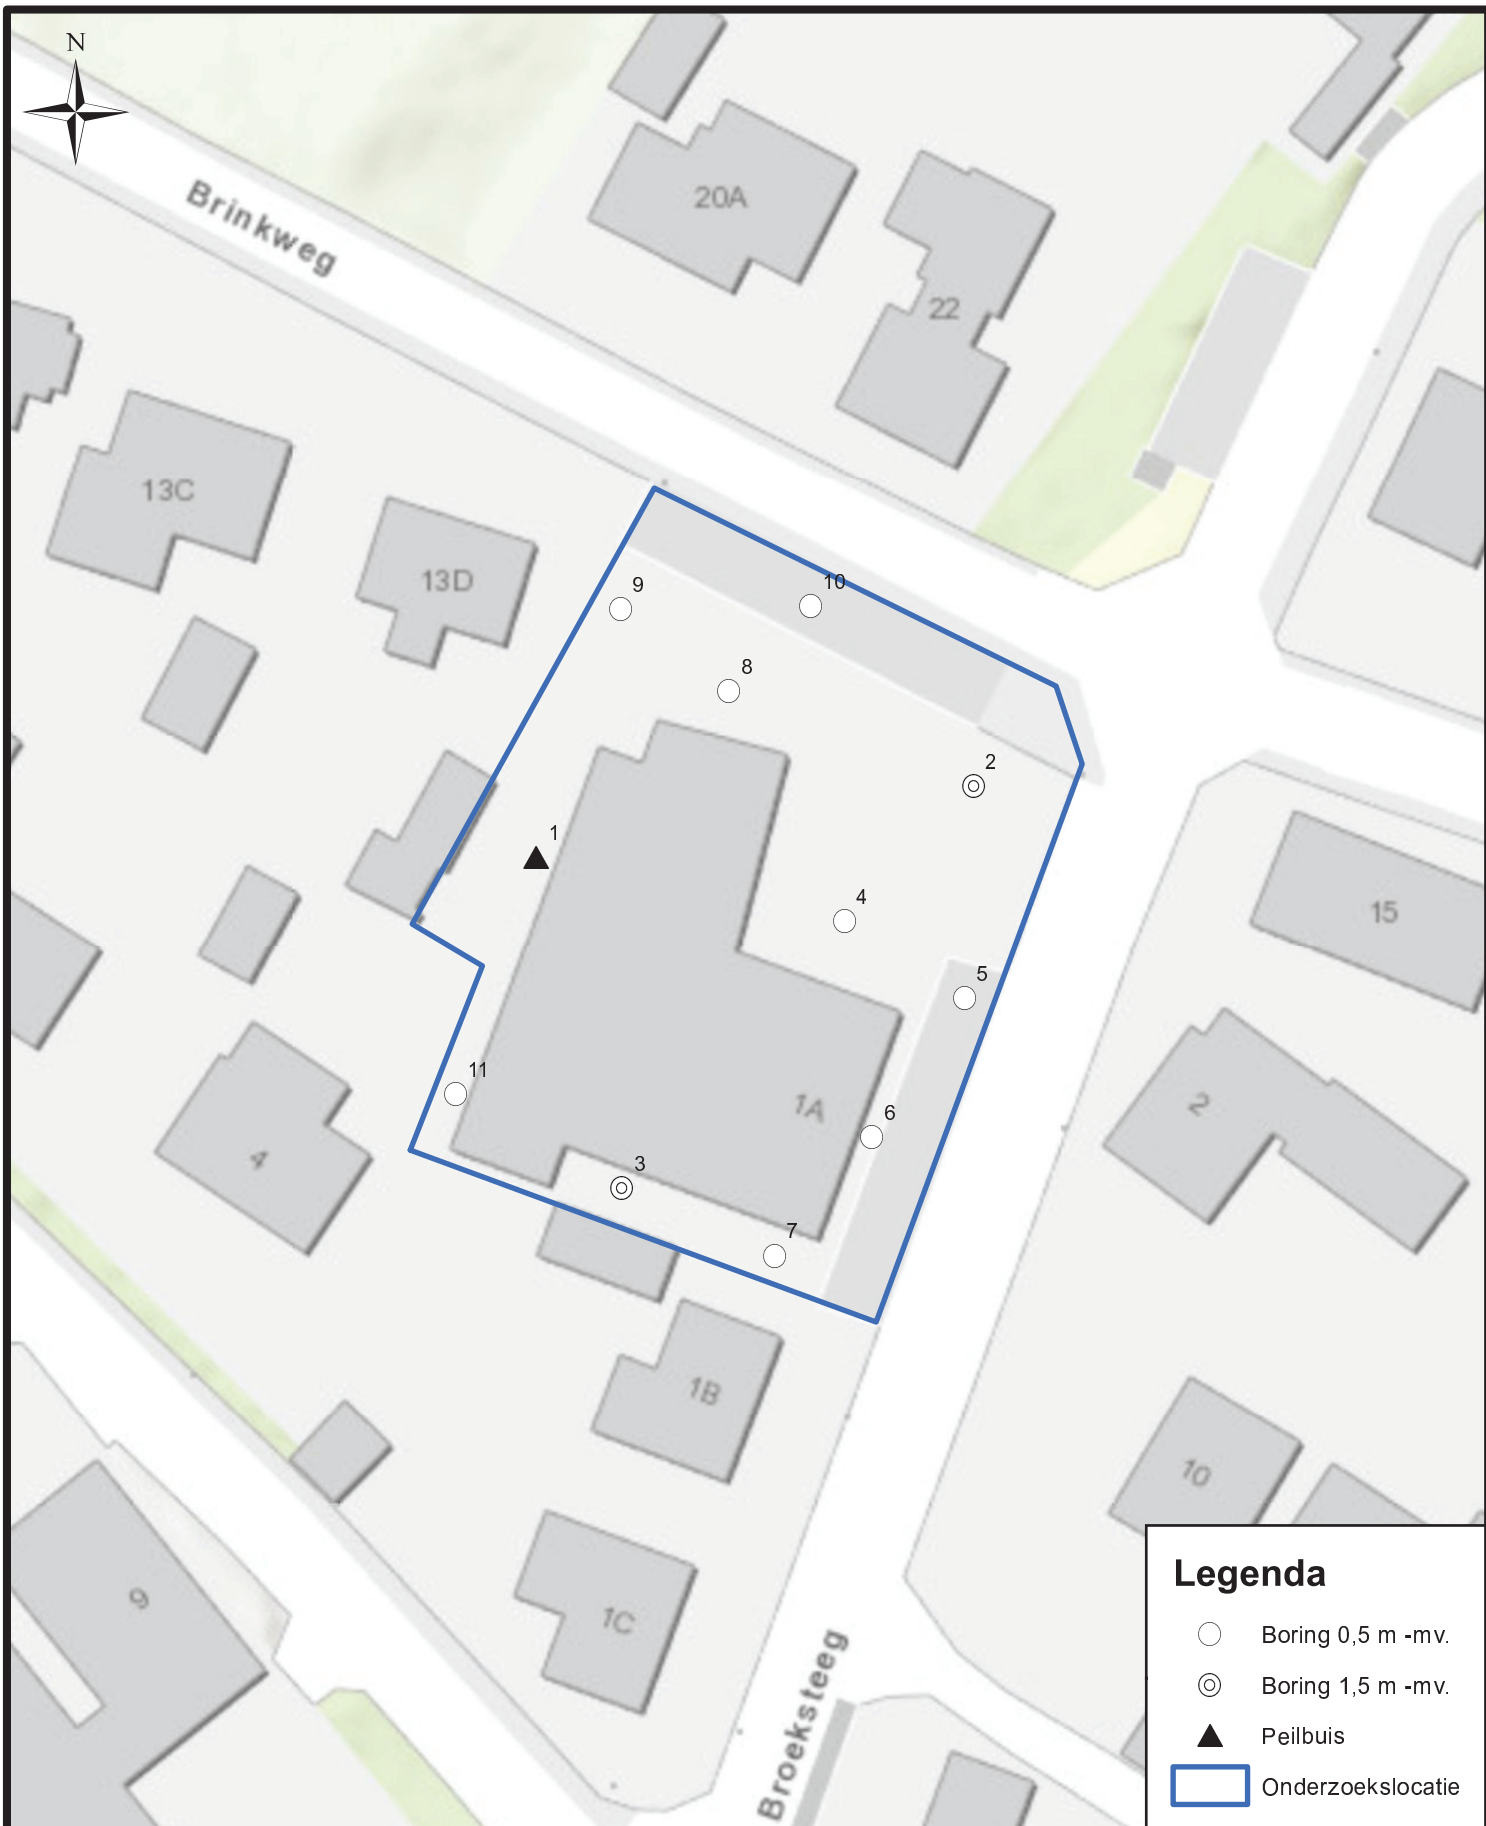 N
Brinkweg
20A
22
13C
13D
9
10
8
2
1
4
15
5
11
1A
6
2
4
3
7
1B
10
9
1C
Broeksteeg
Legenda
Boring 0,5 m -mv.
Boring 1,5 m -mv.
Peilbuis
Onderzoekslocatie